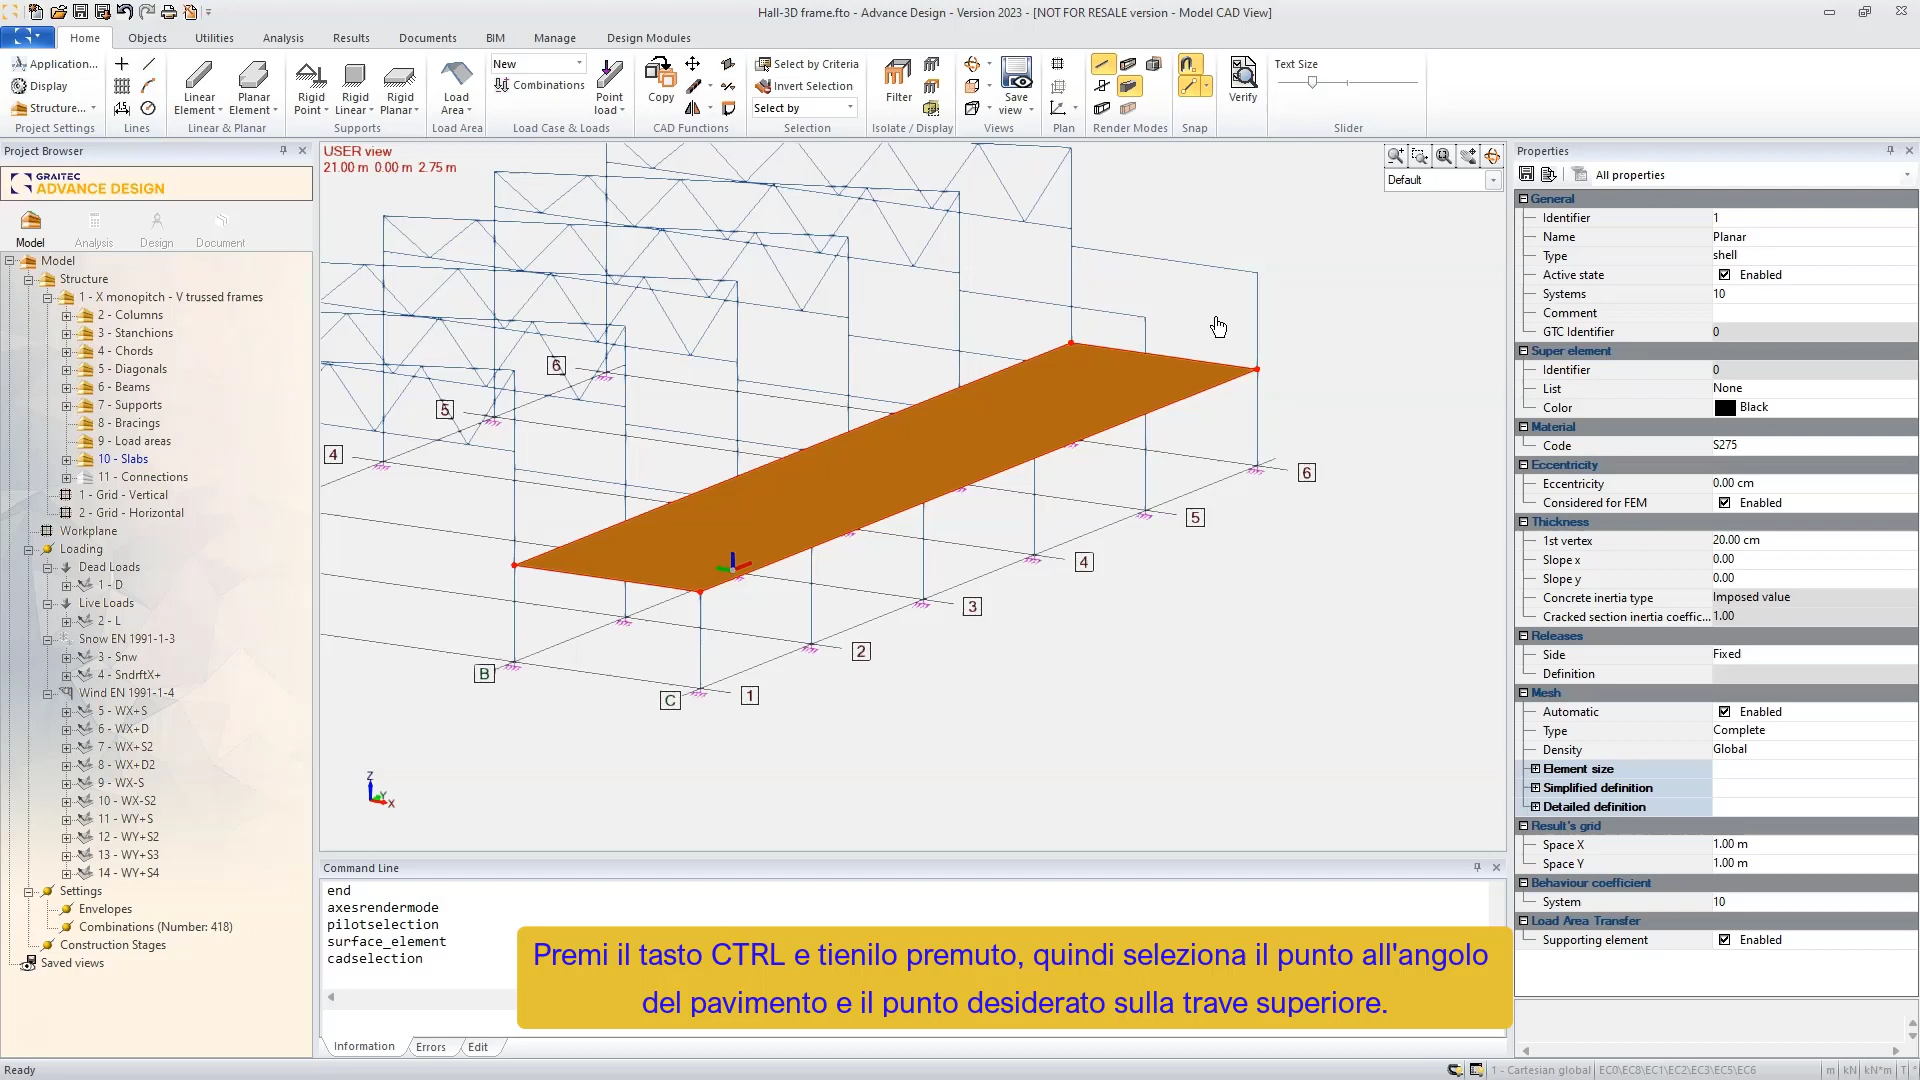 Hall-3D frame.fto - Advance Design - Version 2023 - [NOT FOR RESALE version - Model CAD View]
Home Objects Utilities Analysis Results Documents BIM Manage Design Modules
Application...
Display
Structure...
Project Settings
Lines
Linear Element
Planar Element
Linear & Planar
Rigid Point
Rigid Linear
Rigid Planar
Supports
Load Area
Load Area
New
Combinations
Point load
Load Case & Loads
Copy
CAD Functions
Select by Criteria
Invert Selection
Select by
Selection
Filter
Isolate / Display
Save view
Views
Plan
Render Modes
Snap
Verify
Text Size
Slider
Project Browser
GRAITEC
ADVANCE DESIGN
Model Analysis Design Document
Model
Structure
1 - X monopitch - V trussed frames
2 - Columns
3 - Stanchions
4 - Chords
5 - Diagonals
6 - Beams
7 - Supports
8 - Bracings
9 - Load areas
10 - Slabs
11 - Connections
1 - Grid - Vertical
2 - Grid - Horizontal
Workplane
Loading
Dead Loads
1 - D
Live Loads
2 - L
Snow EN 1991-1-3
3 - Snw
4 - SndrftX+
Wind EN 1991-1-4
5 - WX+S
6 - WX+D
7 - WX+S2
8 - WX+D2
9 - WX-S
10 - WX-S2
11 - WY+S
12 - WY+S2
13 - WY+S3
14 - WY+S4
Settings
Envelopes
Combinations (Number: 418)
Construction Stages
Saved views
USER view
21.00 m 0.00 m 2.75 m
Default
6
5
4
6
5
4
3
2
1
B
C
Z
Y
X
Command Line
end
axesrendermode
pilotselection
surface_element
cadselection
Information Errors Edit
Premi il tasto CTRL e tienilo premuto, quindi seleziona il punto all'angolo
del pavimento e il punto desiderato sulla trave superiore.
Properties
All properties
General
Identifier 1
Name Planar
Type shell
Active state Enabled
Systems 10
Comment
GTC Identifier 0
Super element
Identifier 0
List None
Color Black
Material
Code S275
Eccentricity
Eccentricity 0.00 cm
Considered for FEM Enabled
Thickness
1st vertex 20.00 cm
Slope x 0.00
Slope y 0.00
Concrete inertia type Imposed value
Cracked section inertia coeffic... 1.00
Releases
Side Fixed
Definition
Mesh
Automatic Enabled
Type Complete
Density Global
Element size
Simplified definition
Detailed definition
Result's grid
Space X 1.00 m
Space Y 1.00 m
Behaviour coefficient
System 10
Load Area Transfer
Supporting element Enabled
Ready
1 - Cartesian global EC0\EC8\EC1\EC2\EC3\EC5\EC6 m kN kN*m T °